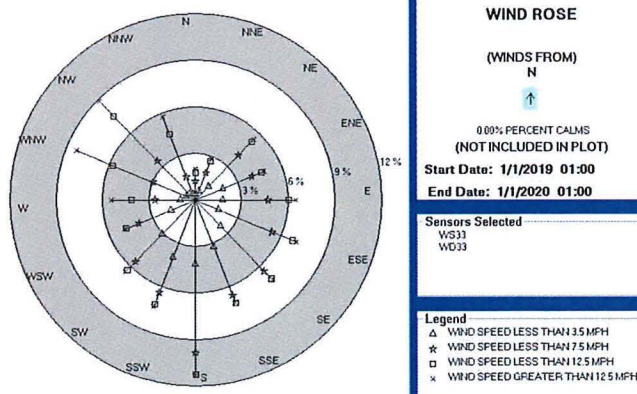 N
NNE
NE
ENE
E
ESE
SE
SSE
S
SSW
SW
WSW
W
WNW
NW
NNW
3 %
6 %
9 %
12 %
WIND ROSE
(WINDS FROM)
N
↑
0.00% PERCENT CALMS
(NOT INCLUDED IN PLOT)
Start Date: 1/1/2019 01:00
End Date: 1/1/2020 01:00
Sensors Selected
WS33
WD33
Legend
△ WIND SPEED LESS THAN 3.5 MPH
☆ WIND SPEED LESS THAN 7.5 MPH
□ WIND SPEED LESS THAN 12.5 MPH
× WIND SPEED GREATER THAN 12.5 MPH